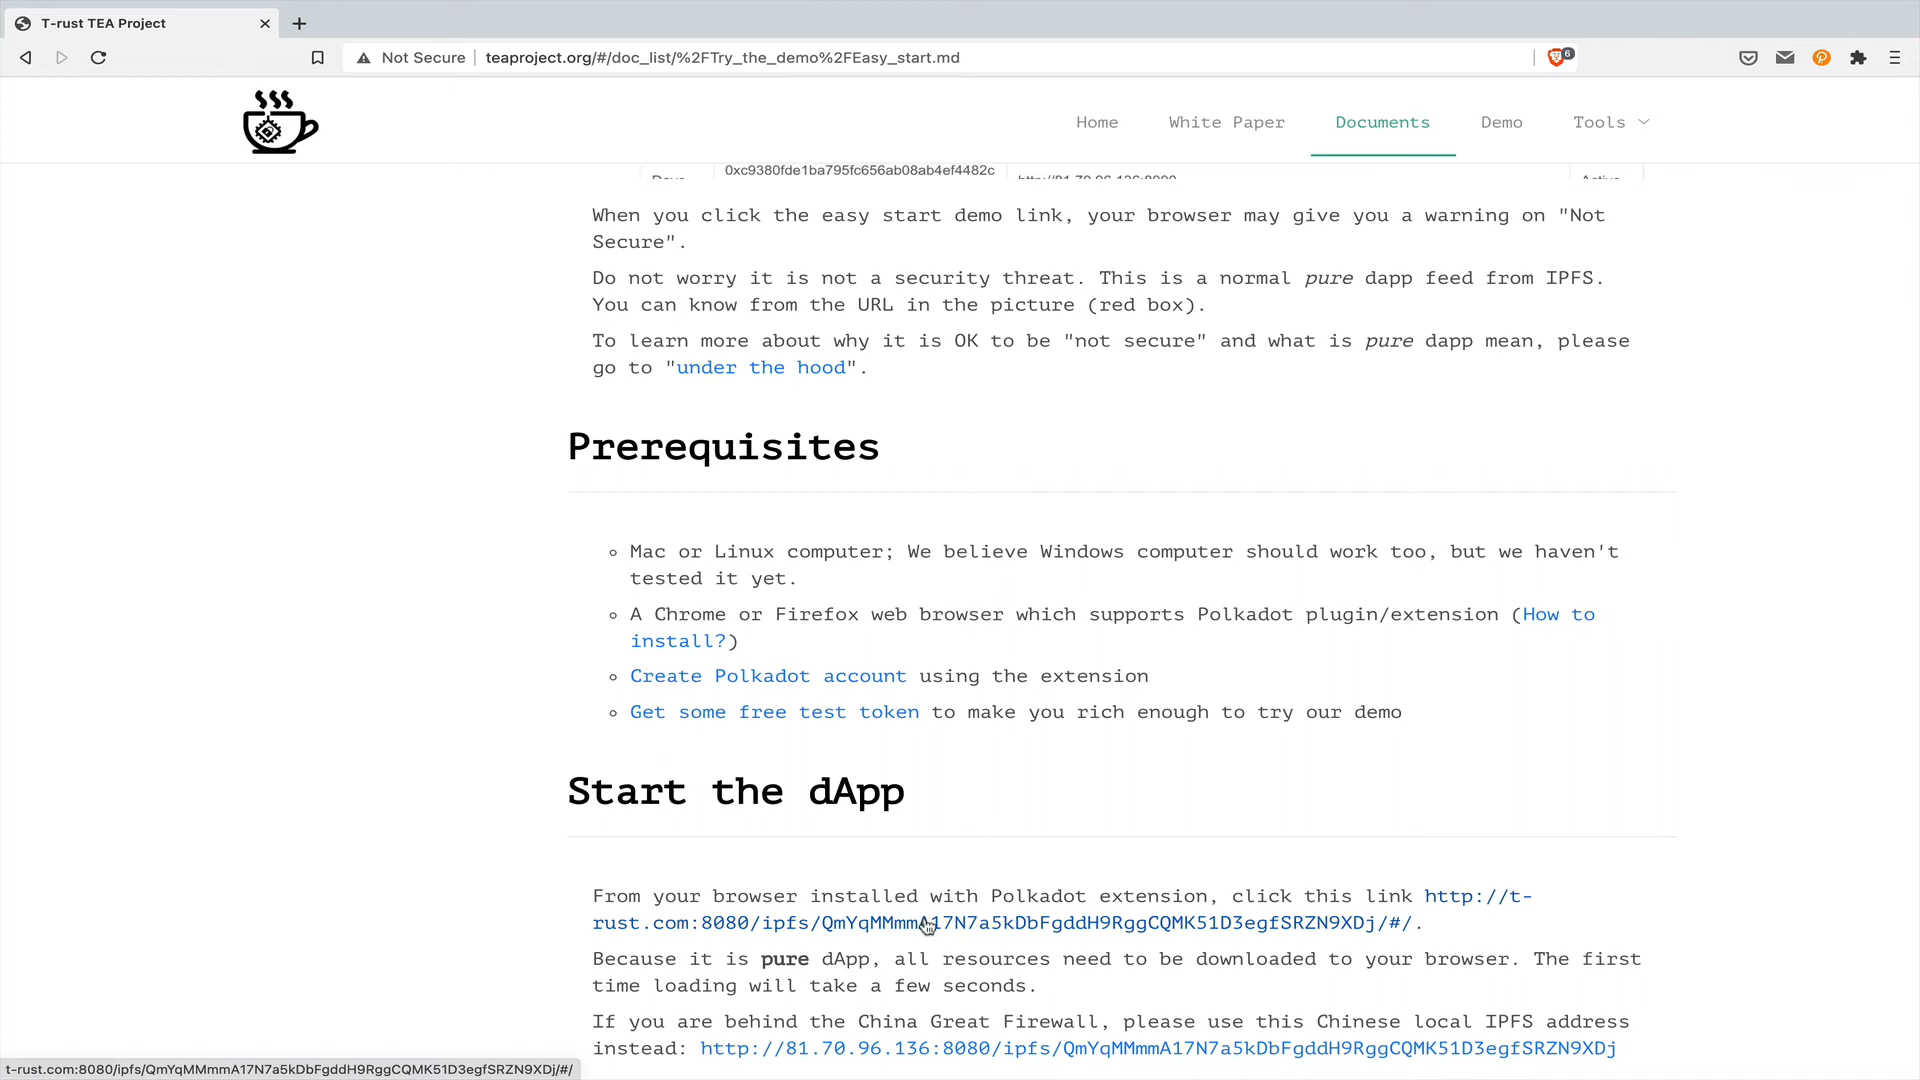 T-rust TEA Project
Not Secure teaproject.org/#/doc_list/%2FTry_the_demo%2FEasy_start.md
6
Home White Paper Documents Demo Tools
0xc9380fde1ba795fc656ab08ab4ef4482c
http://81.70.96.136:8000
When you click the easy start demo link, your browser may give you a warning on "Not
Secure".
Do not worry it is not a security threat. This is a normal pure dapp feed from IPFS.
You can know from the URL in the picture (red box).
To learn more about why it is OK to be "not secure" and what is pure dapp mean, please
go to "under the hood".
Prerequisites
Mac or Linux computer; We believe Windows computer should work too, but we haven't
tested it yet.
A Chrome or Firefox web browser which supports Polkadot plugin/extension (How to
install?)
Create Polkadot account using the extension
Get some free test token to make you rich enough to try our demo
Start the dApp
From your browser installed with Polkadot extension, click this link http://t-
rust.com:8080/ipfs/QmYqMMmmA17N7a5kDbFgddH9RggCQMK51D3egfSRZN9XDj/#/.
Because it is pure dApp, all resources need to be downloaded to your browser. The first
time loading will take a few seconds.
If you are behind the China Great Firewall, please use this Chinese local IPFS address
instead: http://81.70.96.136:8080/ipfs/QmYqMMmmA17N7a5kDbFgddH9RggCQMK51D3egfSRZN9XDj
t-rust.com:8080/ipfs/QmYqMMmmA17N7a5kDbFgddH9RggCQMK51D3egfSRZN9XDj/#/